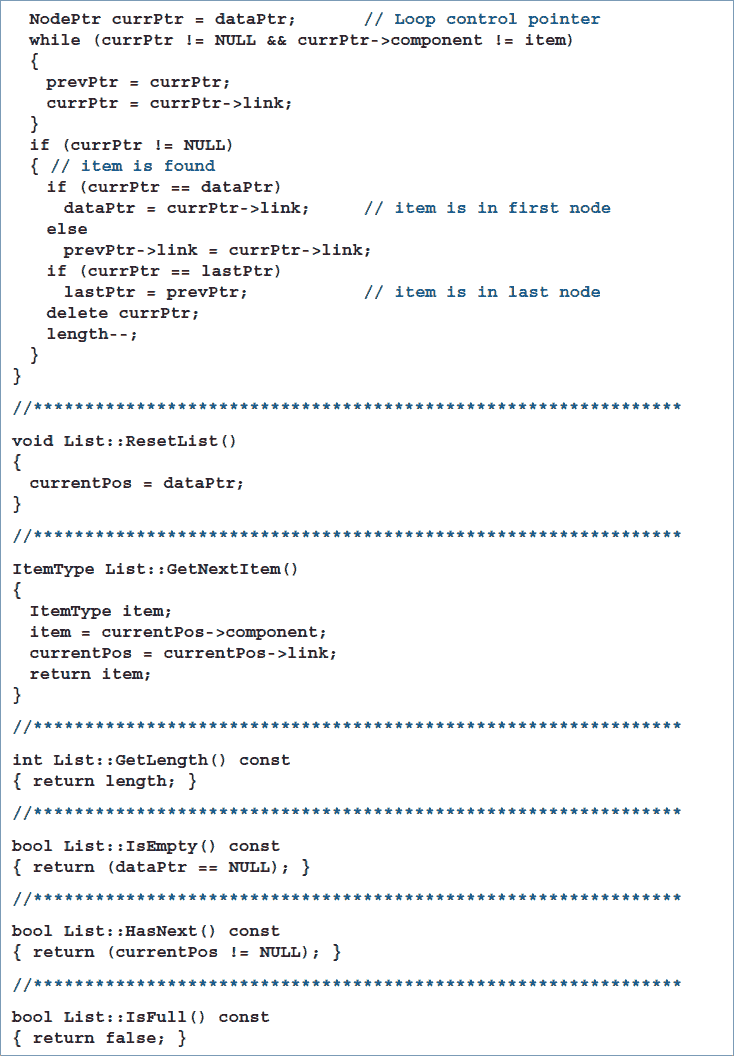 NodePtr currPtr = dataPtr;       // Loop control pointer
while (currPtr != NULL && currPtr->component != item)
{
prevPtr = currPtr;
currPtr = currPtr->link;
}
if (currPtr != NULL)
{ // item is found
if (currPtr == dataPtr)
dataPtr = currPtr->link;      // item is in first node
else
prevPtr->link = currPtr->link;
if (currPtr == lastPtr)
lastPtr = prevPtr;            // item is in last node
delete currPtr;
length--;
}
}
//***************************************************************
void List::ResetList()
{
currentPos = dataPtr;
}
//***************************************************************
ItemType List::GetNextItem()
{
ItemType item;
item = currentPos->component;
currentPos = currentPos->link;
return item;
}
//***************************************************************
int List::GetLength() const
{ return length; }
//***************************************************************
bool List::IsEmpty() const
{ return (dataPtr == NULL); }
//***************************************************************
bool List::HasNext() const
{ return (currentPos != NULL); }
//***************************************************************
bool List::IsFull() const
{ return false; }